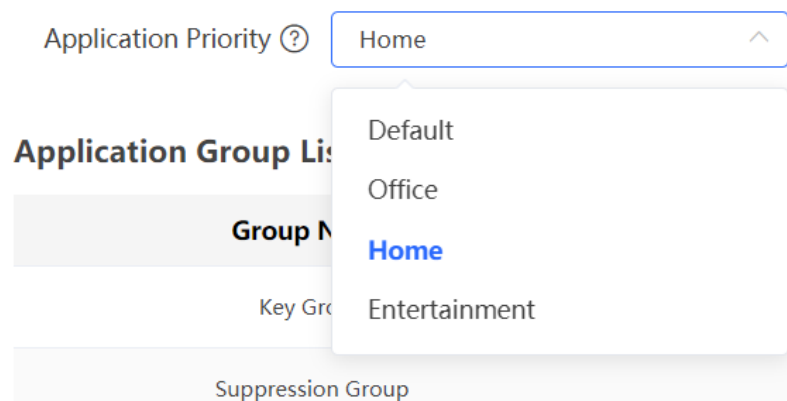 Application Priority ? Home
Default
Application Group Lis
Office
Group N
Home
Key Gro
Entertainment
Suppression Group